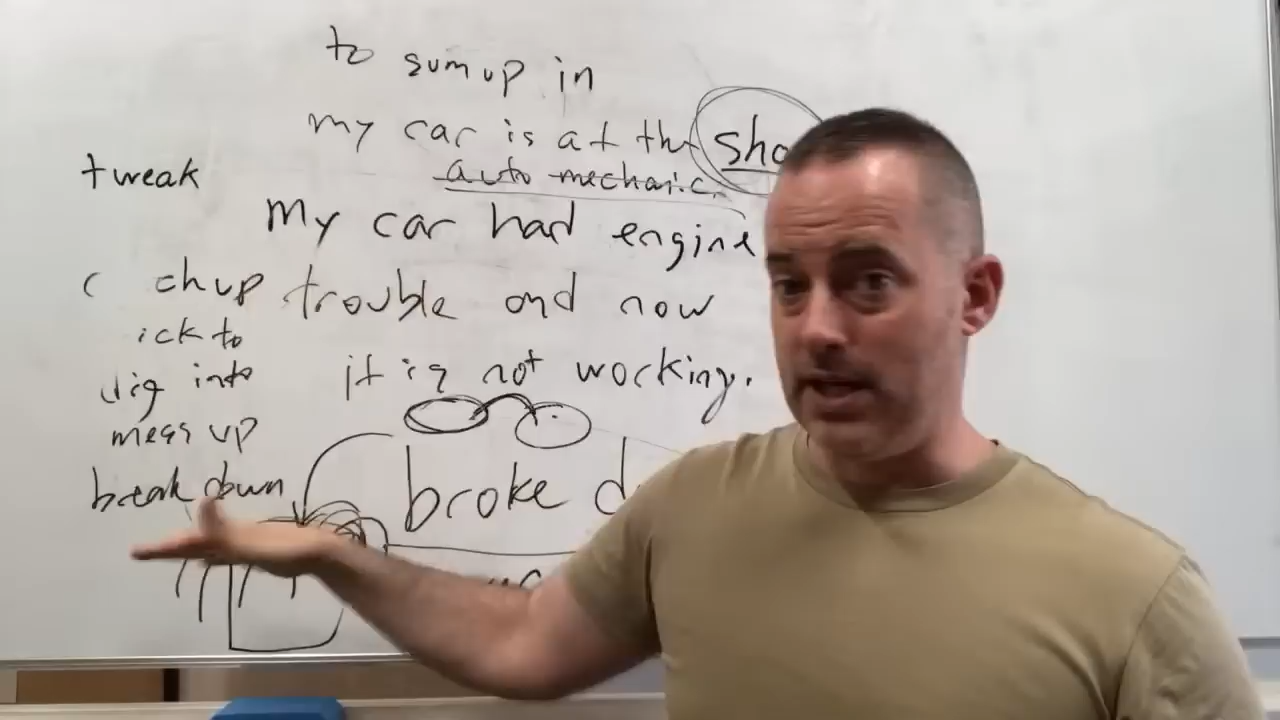 to sum up in
my car is at the sho
auto mechanic
tweak
My car had engine
c chup
trouble and now
ick to
it is not working.
dig into
mess up
break down
broke d